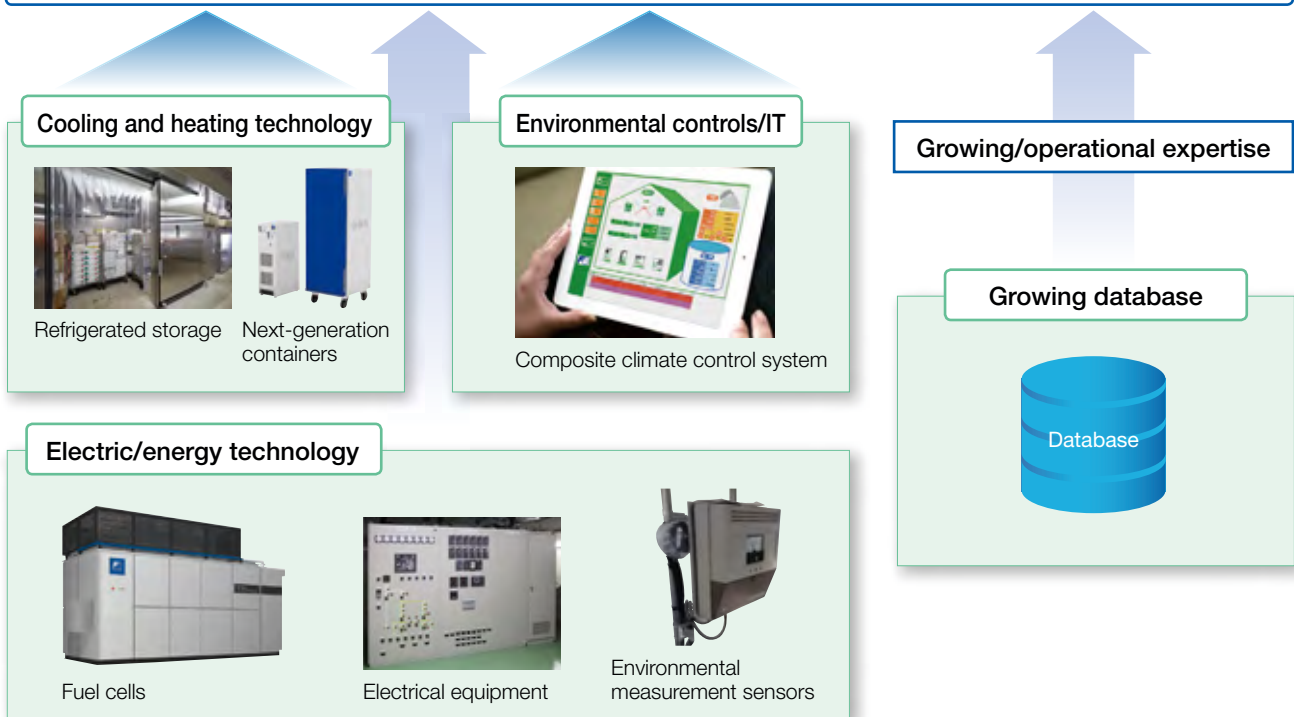 Cooling and heating technology
Environmental controls/IT
Growing/operational expertise
Refrigerated storage
Next-generation
containers
Composite climate control system
Growing database
Database
Electric/energy technology
Fuel cells
Electrical equipment
Environmental
measurement sensors